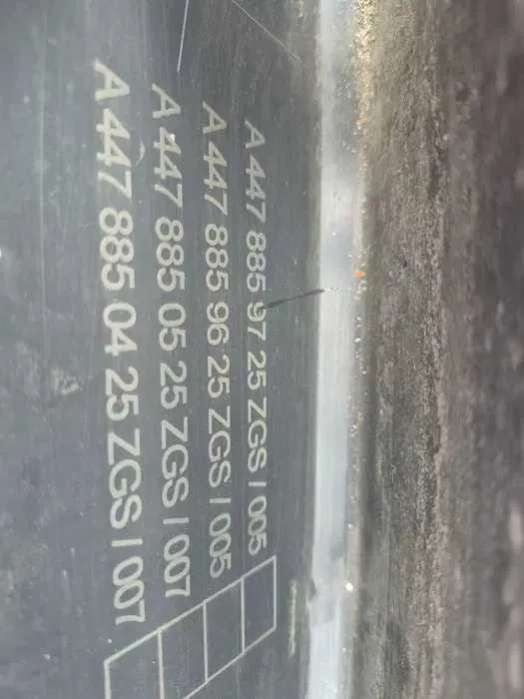 A 447 885 97 25 ZGS / 005
A 447 885 96 25 ZGS / 005
A 447 885 05 25 ZGS / 007
A 447 885 04 25 ZGS / 007